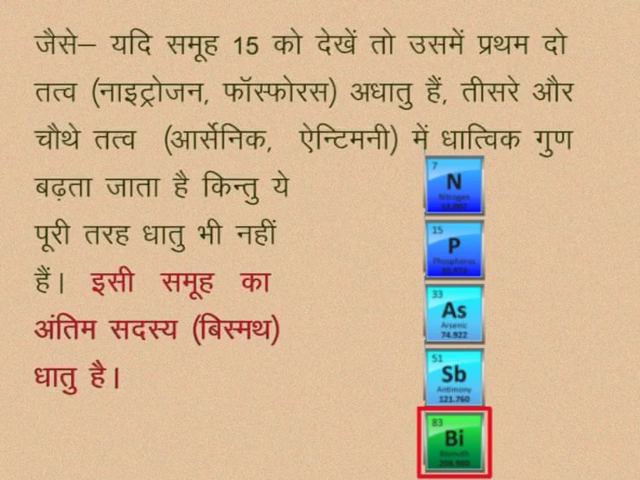 जैसे– यदि समूह 15 को देखें तो उसमें प्रथम दो
तत्व (नाइट्रोजन, फॉस्फोरस) अधातु हैं, तीसरे और
चौथे तत्व (आर्सेनिक, ऐन्टिमनी) में धात्विक गुण
बढ़ता जाता है किन्तु ये
पूरी तरह धातु भी नहीं
हैं। इसी समूह का
अंतिम सदस्य (बिस्मथ)
धातु है।
7
N
Nitrogen
15
P
Phosphorus
33
As
Arsenic
74.922
51
Sb
Antimony
121.760
83
Bi
Bismuth
208.980